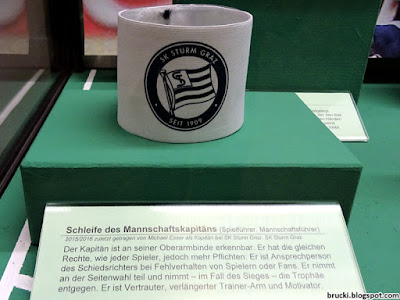 SK STURM GRAZ
SEIT 1909
Schleife des Mannschaftskapitäns (Spielführer, Mannschaftsführer)
2015/2016 zuletzt getragen von Michael Esser als Kapitän bei SK Sturm Graz. SK Sturm Graz
Der Kapitän ist an seiner Oberarmbinde erkennbar. Er hat die gleichen
Rechte, wie jeder Spieler, jedoch mehr Pflichten. Er ist Ansprechperson
des Schiedsrichters bei Fehlverhalten von Spielern oder Fans. Er nimmt
an der Seitenwahl teil und nimmt – im Fall des Sieges – die Trophäe
entgegen. Er ist Vertrauter, verlängerter Trainer-Arm und Motivator.
brucki.blogspot.com